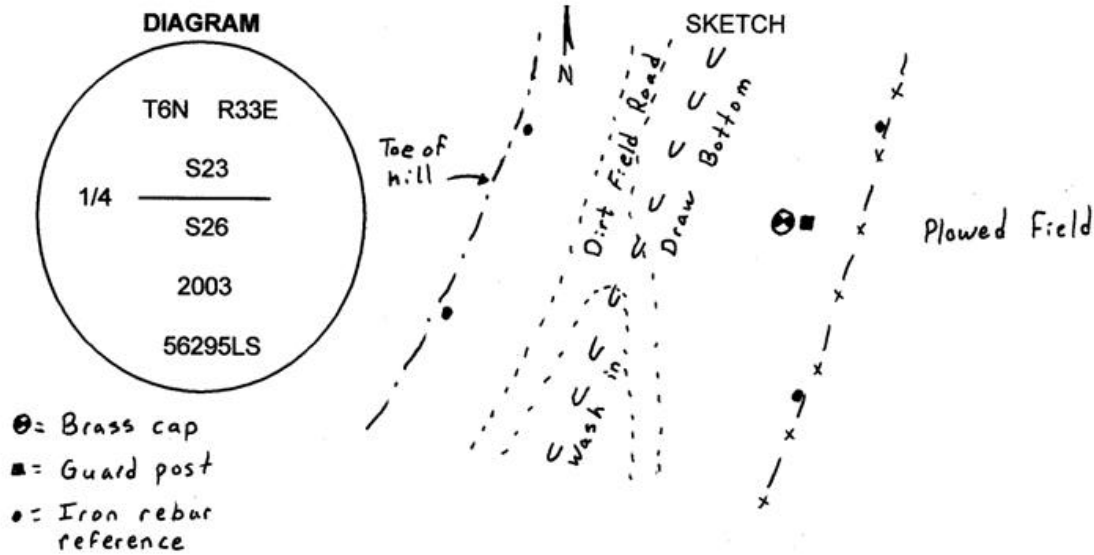 DIAGRAM
T6N R33E
S23
1/4
S26
2003
56295LS
SKETCH
N
Toe of
hill
Dirt Field Road
Draw Bottom
Wash in
Plowed Field
= Brass cap
= Guard post
= Iron rebar
reference